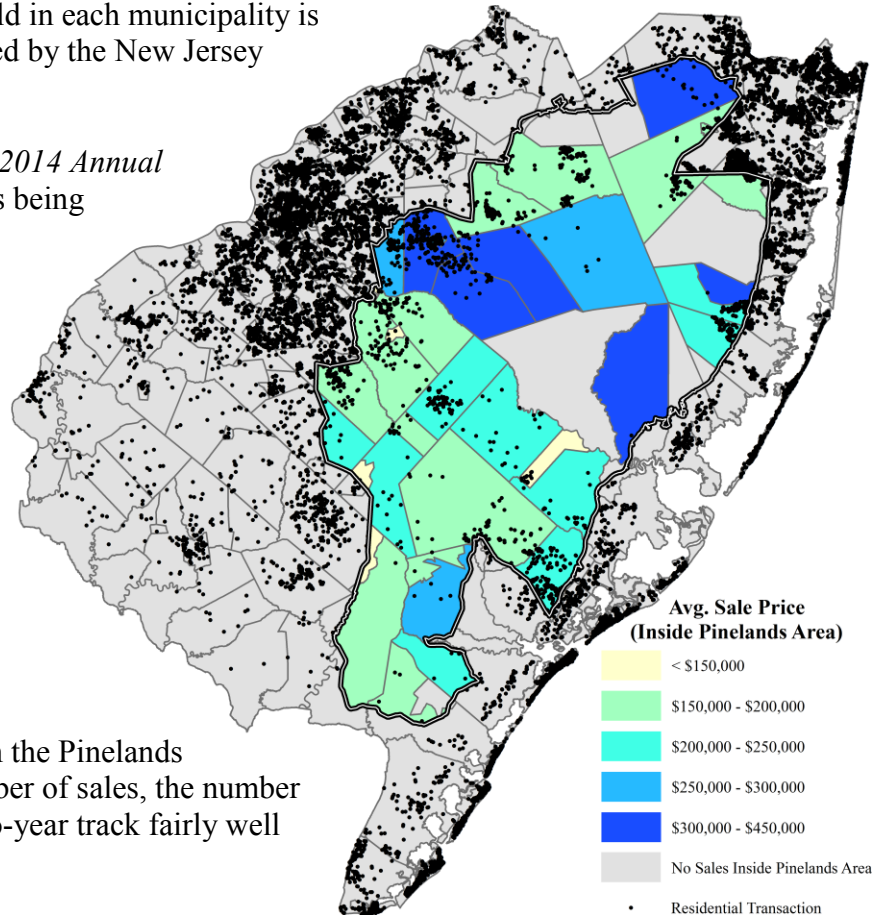 ld in each municipality is
ed by the New Jersey
2014 Annual
s being
n the Pinelands
ber of sales, the number
o-year track fairly well
Avg. Sale Price
(Inside Pinelands Area)
< $150,000
$150,000 - $200,000
$200,000 - $250,000
$250,000 - $300,000
$300,000 - $450,000
No Sales Inside Pinelands Area
Residential Transaction